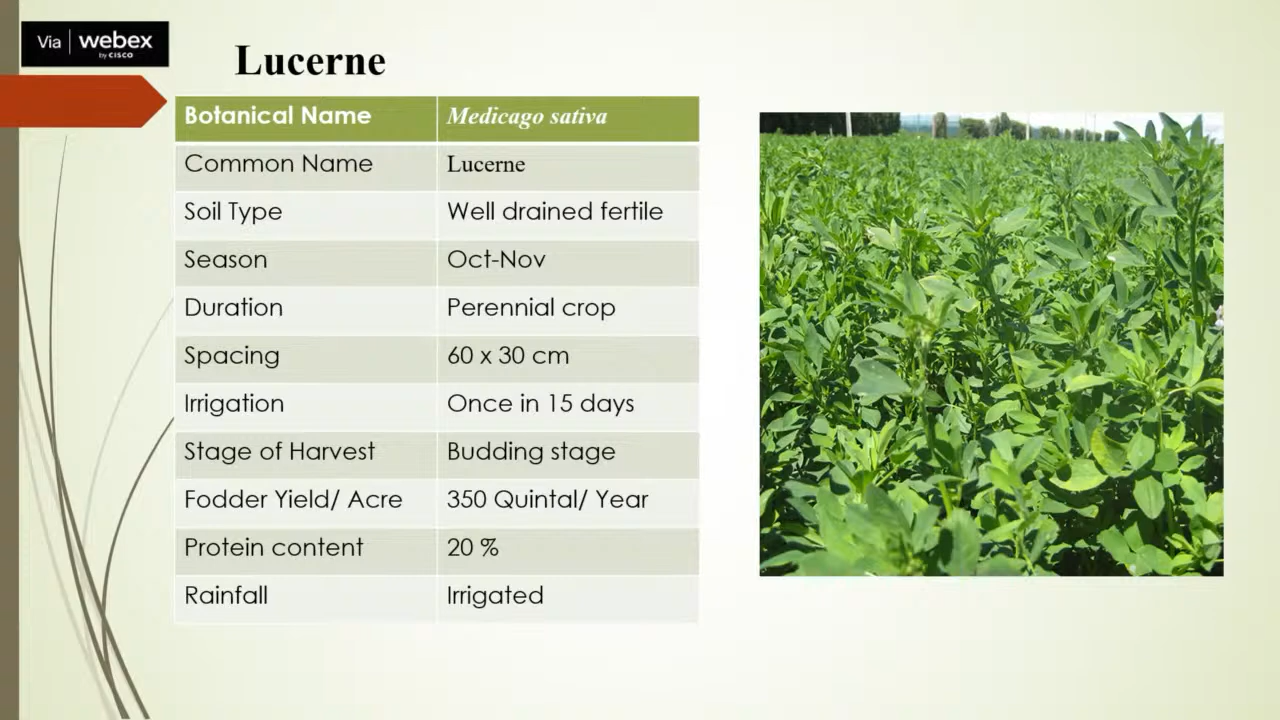 Via webex
by CISCO
Lucerne
Botanical Name Medicago sativa
Common Name Lucerne
Soil Type Well drained fertile
Season Oct-Nov
Duration Perennial crop
Spacing 60 x 30 cm
Irrigation Once in 15 days
Stage of Harvest Budding stage
Fodder Yield/ Acre 350 Quintal/ Year
Protein content 20 %
Rainfall Irrigated